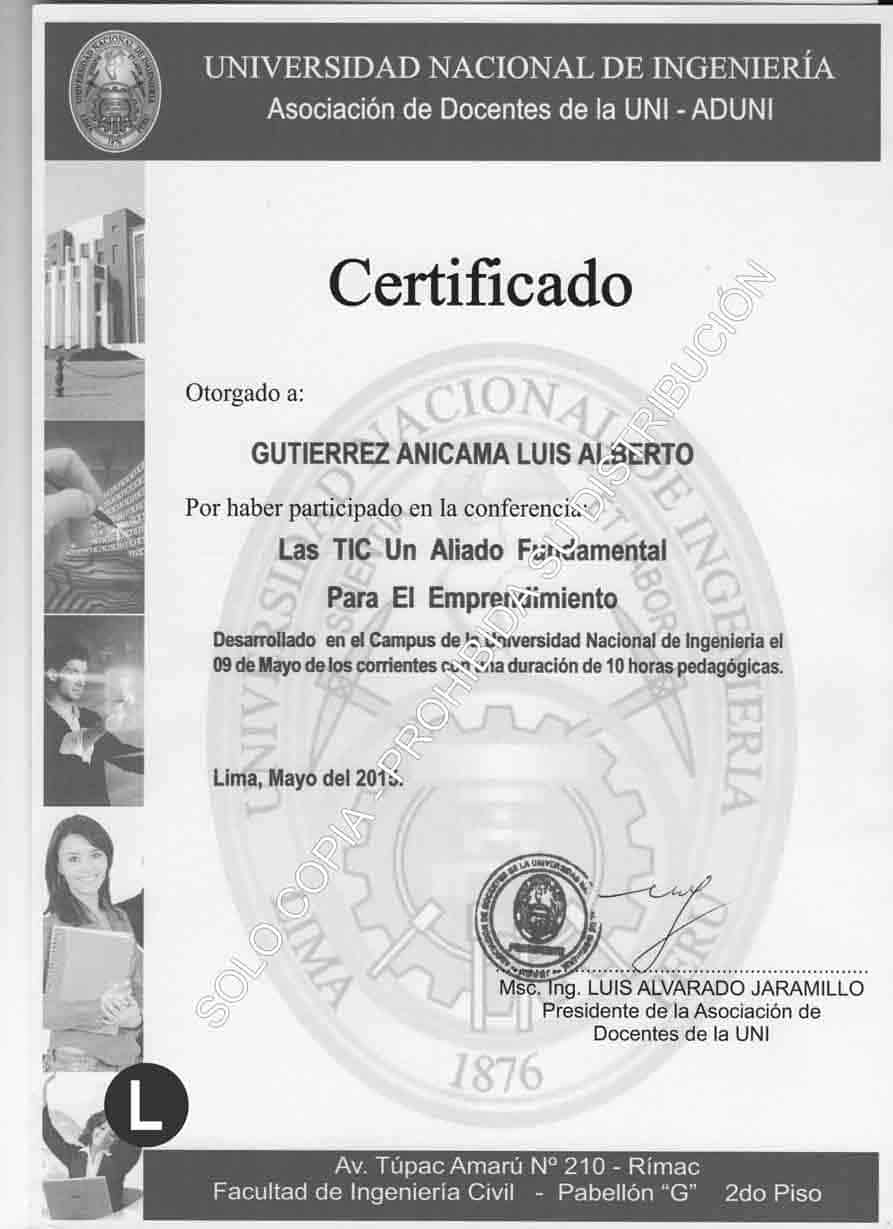 UNIVERSIDAD NACIONAL DE INGENIERÍA
Asociación de Docentes de la UNI - ADUNI
Certificado
Otorgado a:
GUTIERREZ ANICAMA LUIS ALBERTO
Por haber participado en la conferencia:
Las TIC Un Aliado Fundamental
Para El Emprendimiento
Desarrollado en el Campus de la Universidad Nacional de Ingenieria el
09 de Mayo de los corrientes con una duración de 10 horas pedagógicas.
Lima, Mayo del
SOLO COPIA - PROHIBIDA SU DISTRIBUCIÓN
UNIVERSIDAD NACIONAL DE INGENIERIA
SCIENTIA ET LABOR
LIMA PERU
1876
Msc. Ing. LUIS ALVARADO JARAMILLO
Presidente de la Asociación de
Docentes de la UNI
L
Av. Túpac Amarú Nº 210 - Rímac
Facultad de Ingeniería Civil - Pabellón “G” 2do Piso